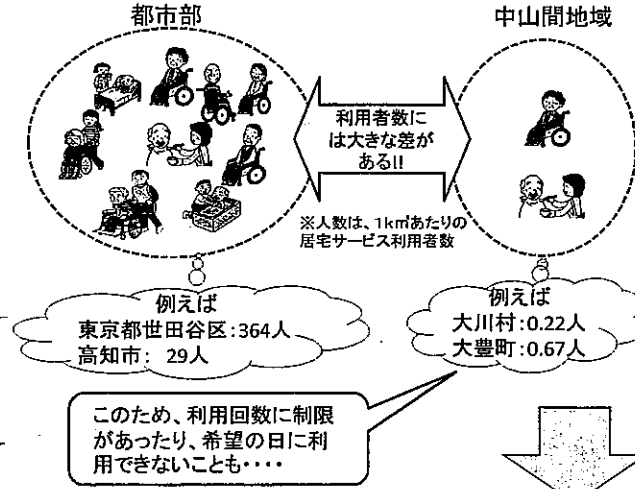 都市部
中山間地域
利用者数に
は大きな差が
ある!!
※人数は、1k㎡あたりの
居宅サービス利用者数
例えば
東京都世田谷区:364人
高知市: 29人
例えば
大川村:0.22人
大豊町:0.67人
このため、利用回数に制限
があったり、希望の日に利
用できないことも・・・・